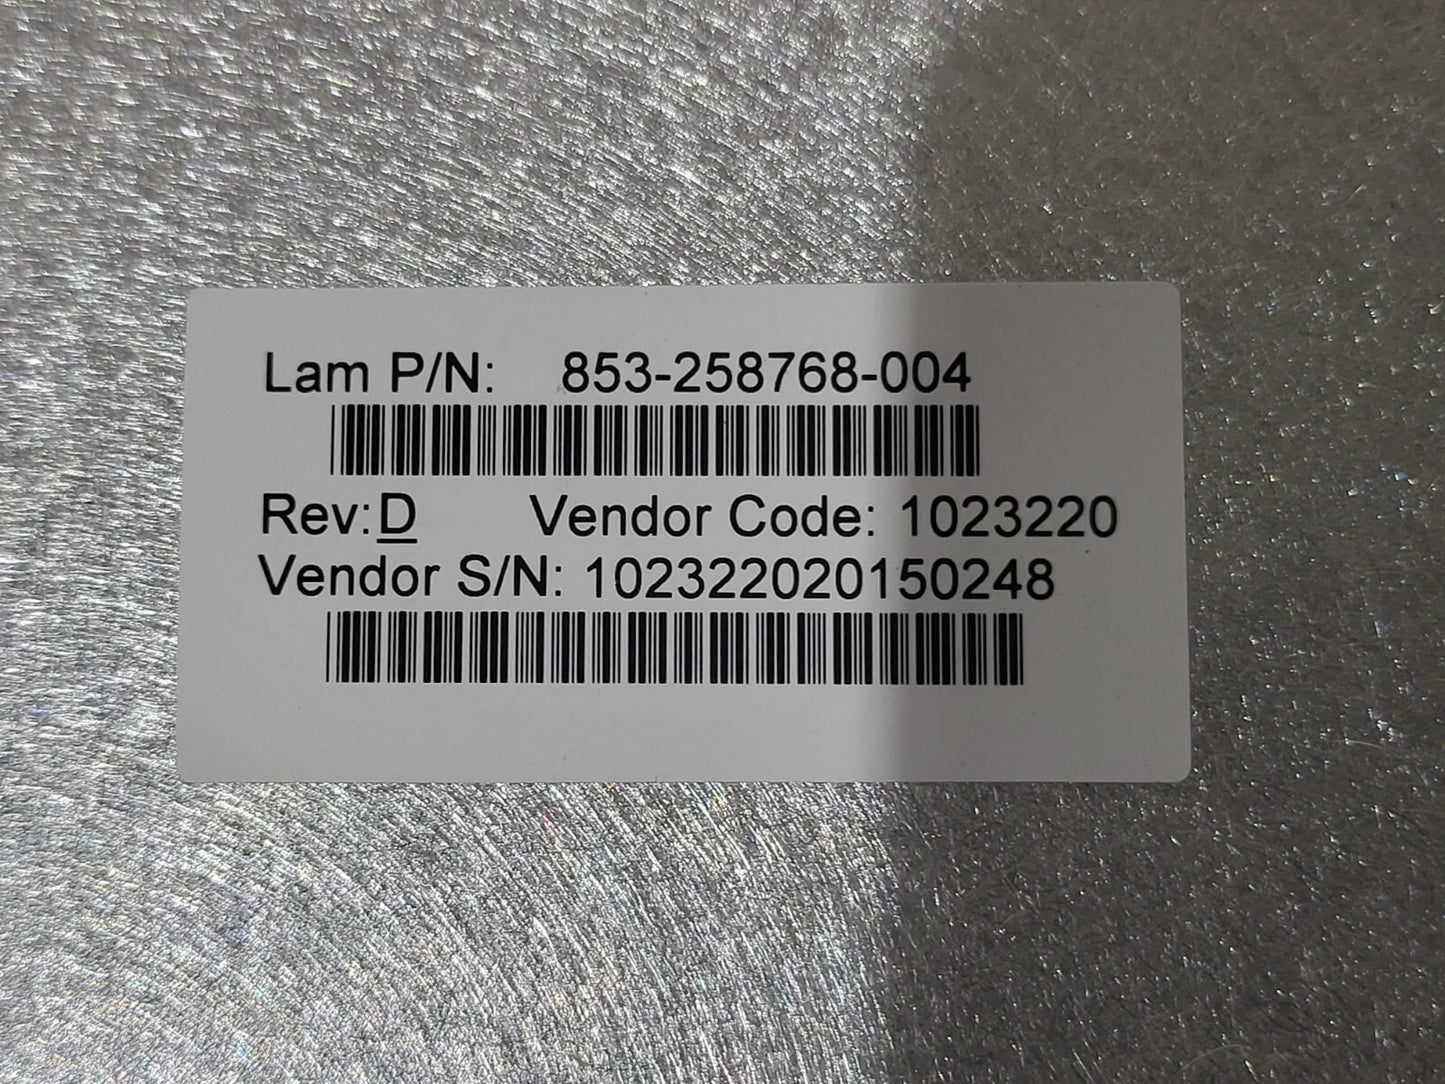 Lam P/N: 853-258768-004
Rev:D Vendor Code: 1023220
Vendor S/N: 102322020150248